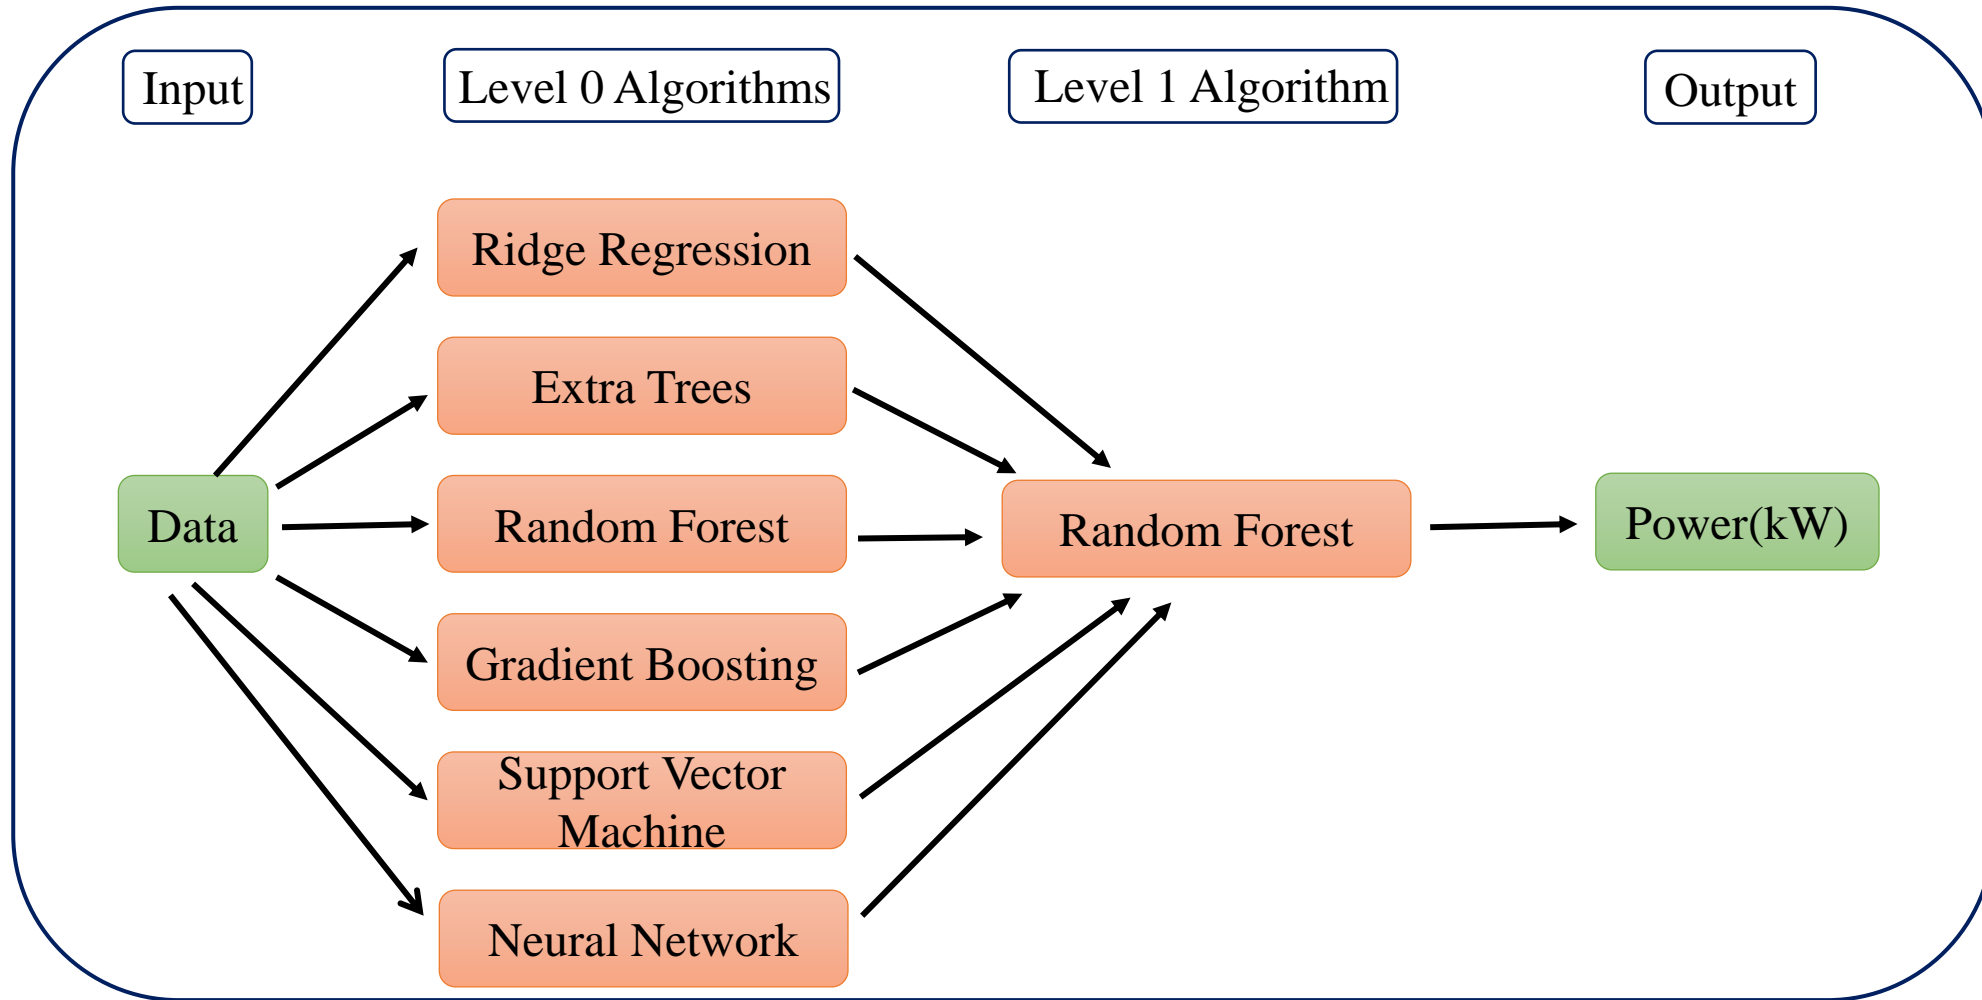 Input
Level 0 Algorithms
Level 1 Algorithm
Output
Ridge Regression
Extra Trees
Data
Random Forest
Random Forest
Power(kW)
Gradient Boosting
Support Vector
Machine
Neural Network